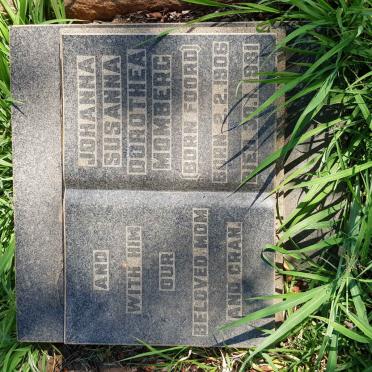 JOHANNA
SUSANNA
DOROTHEA
MOMBERG
(BORN FOORD)
BORN 2.2.1906
AND
WITH HIM
OUR
BELOVED MOM
AND GRAN.